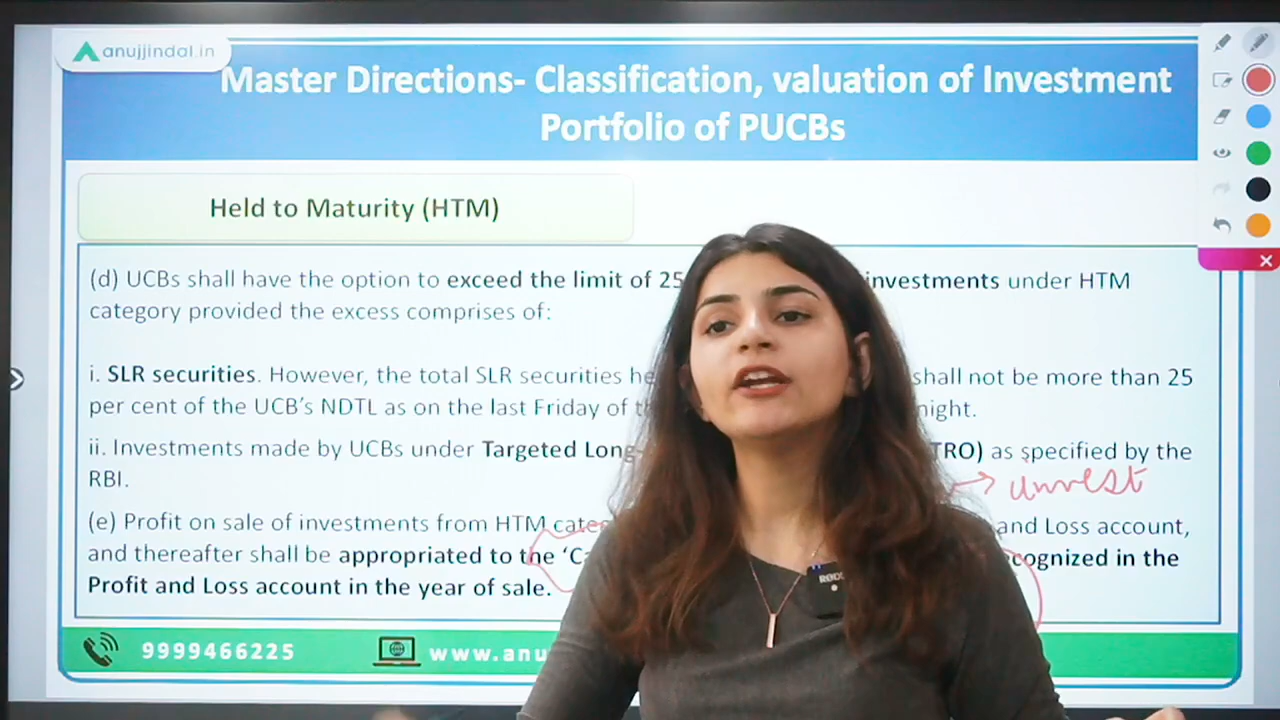 anujjindal.in
Master Directions- Classification, valuation of Investment
Portfolio of PUCBs
Held to Maturity (HTM)
(d) UCBs shall have the option to exceed the limit of 25 investments under HTM
category provided the excess comprises of:
i. SLR securities. However, the total SLR securities shall not be more than 25
per cent of the UCB's NDTL as on the last Friday of
ii. Investments made by UCBs under Targeted Long- TRO) as specified by the
RBI.
(e) Profit on sale of investments from HTM and Loss account,
and thereafter shall be appropriated to the 'C cognized in the
Profit and Loss account in the year of sale.
9999466225
www.anu
RODE